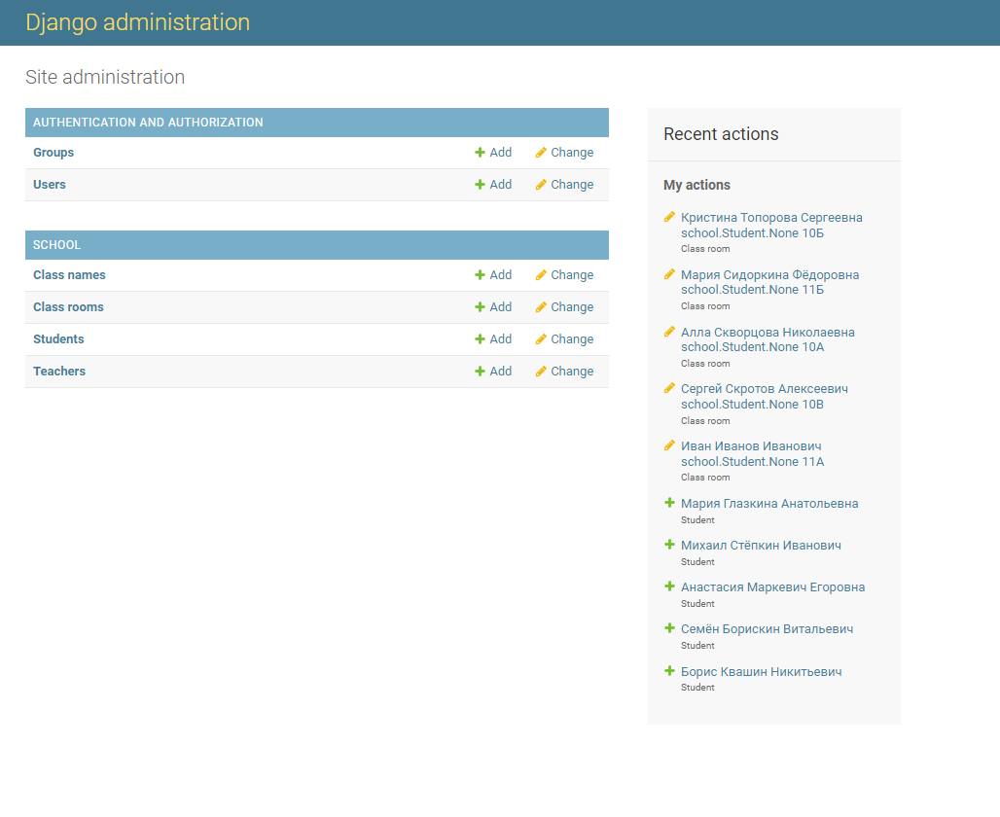 Django administration
Site administration
AUTHENTICATION AND AUTHORIZATION
Groups Add Change
Users Add Change
SCHOOL
Class names Add Change
Class rooms Add Change
Students Add Change
Teachers Add Change
Recent actions
My actions
Кристина Топорова Сергеевна
school.Student.None 10Б
Class room
Мария Сидоркина Фёдоровна
school.Student.None 11Б
Class room
Алла Скворцова Николаевна
school.Student.None 10А
Class room
Сергей Скротов Алексеевич
school.Student.None 10В
Class room
Иван Иванов Иванович
school.Student.None 11А
Class room
Мария Глазкина Анатольевна
Student
Михаил Стёпкин Иванович
Student
Анастасия Маркевич Егоровна
Student
Семён Борискин Витальевич
Student
Борис Квашин Никитьевич
Student